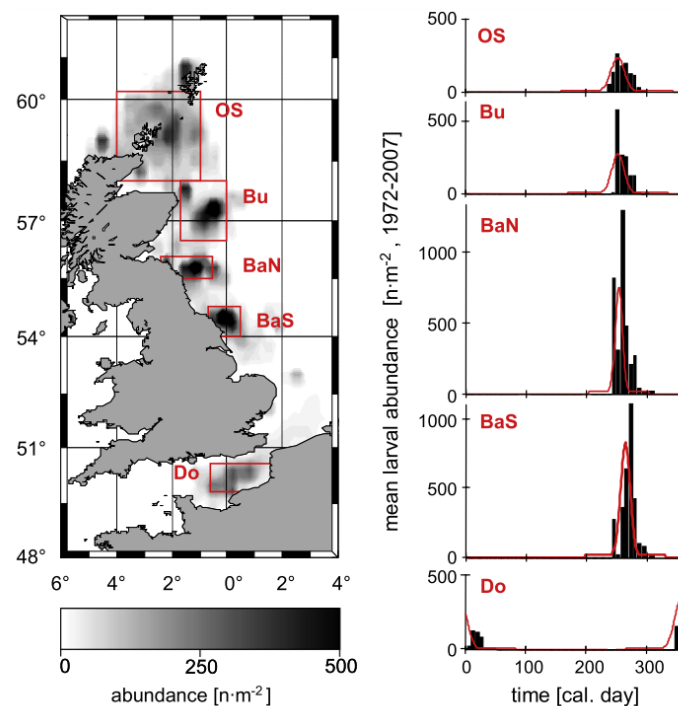 60°
57°
54°
51°
48°
6°
4°
2°
0°
2°
4°
OS
Bu
BaN
BaS
Do
0
250
500
abundance [n·m-2]
mean larval abundance [n·m-2 , 1972-2007]
OS
500
0
Bu
500
0
BaN
1000
500
0
BaS
1000
500
0
Do
500
0
0
100
200
300
time [cal. day]